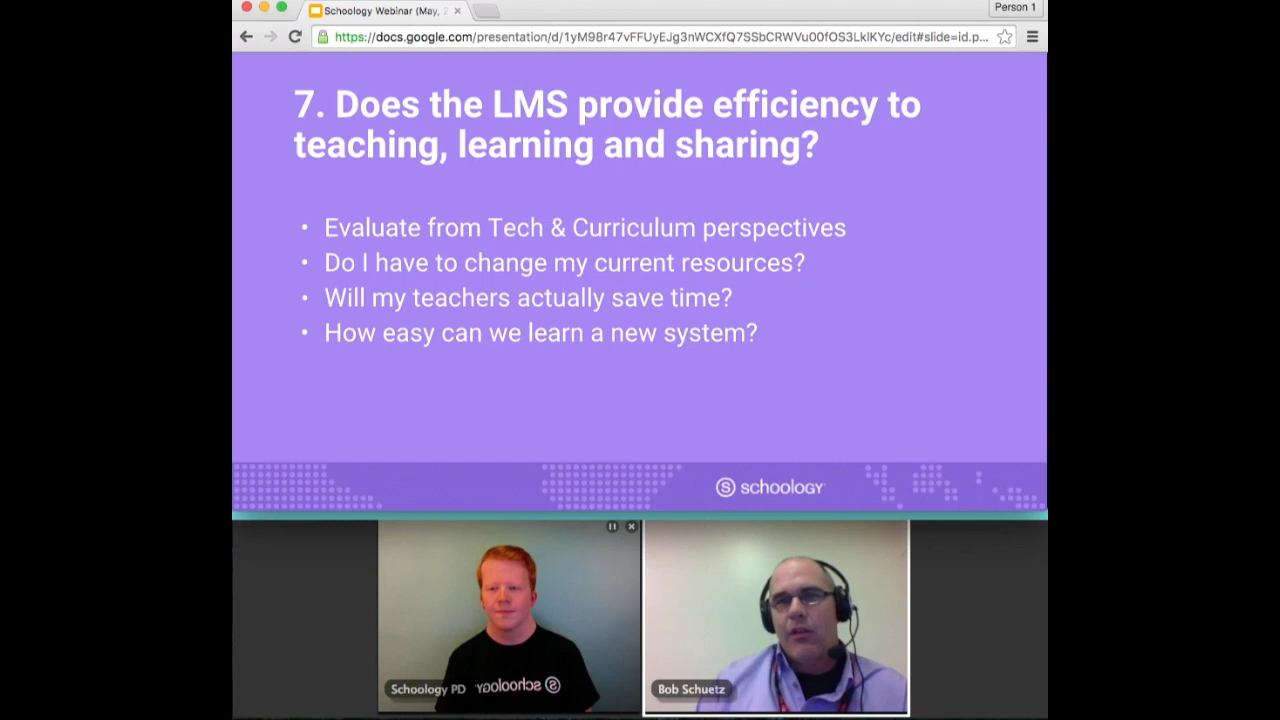 Schoology Webinar (May, 2
Person 1
https://docs.google.com/presentation/d/1yM9Br47vFFUyEJg3nWCXfQ7SSbCRWVu00fOS3LklKYc/edit#slide=id.p...
7. Does the LMS provide efficiency to
teaching, learning and sharing?
• Evaluate from Tech & Curriculum perspectives
• Do I have to change my current resources?
• Will my teachers actually save time?
• How easy can we learn a new system?
schoology
Schoology PD
schoology
Bob Schuetz